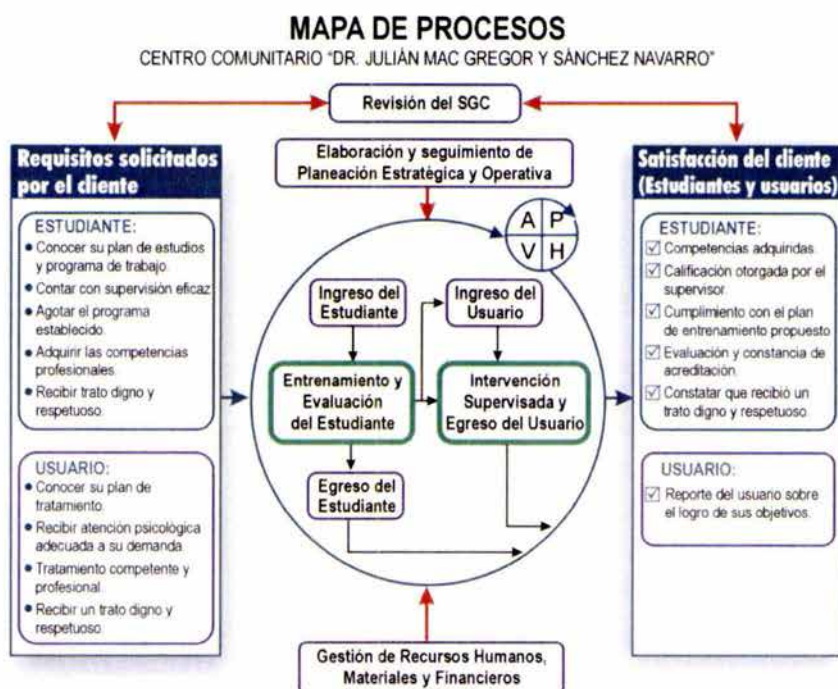 MAPA DE PROCESOS
CENTRO COMUNITARIO "DR. JULIÁN MAC GREGOR Y SÁNCHEZ NAVARRO"
Revisión del SGC
Requisitos solicitados
por el cliente
ESTUDIANTE:
● Conocer su plan de estudios
y programa de trabajo.
● Contar con supervisión eficaz
● Agotar el programa
establecido.
● Adquirir las competencias
profesionales.
● Recibir trato digno y
respetuoso.
USUARIO:
● Conocer su plan de
tratamiento.
● Recibir atención psicológica
adecuada a su demanda
● Tratamiento competente y
profesional.
● Recibir un trato digno y
respetuoso
Elaboración y seguimiento de
Planeación Estratégica y Operativa
A P
V H
Ingreso del
Estudiante
Ingreso del
Usuario
Entrenamiento y
Evaluación
del Estudiante
Intervención
Supervisada y
Egreso del Usuario
Egreso del
Estudiante
Gestión de Recursos Humanos,
Materiales y Financieros
Satisfacción del cliente
(Estudiantes y usuarios)
ESTUDIANTE:
☑ Competencias adquiridas.
☑ Calificación otorgada por el
supervisor.
☑ Cumplimiento con el plan
de entrenamiento propuesto
☑ Evaluación y constancia de
acreditación.
☑ Constatar que recibió un
trato digno y respetuoso.
USUARIO:
☑ Reporte del usuario sobre
el logro de sus objetivos.